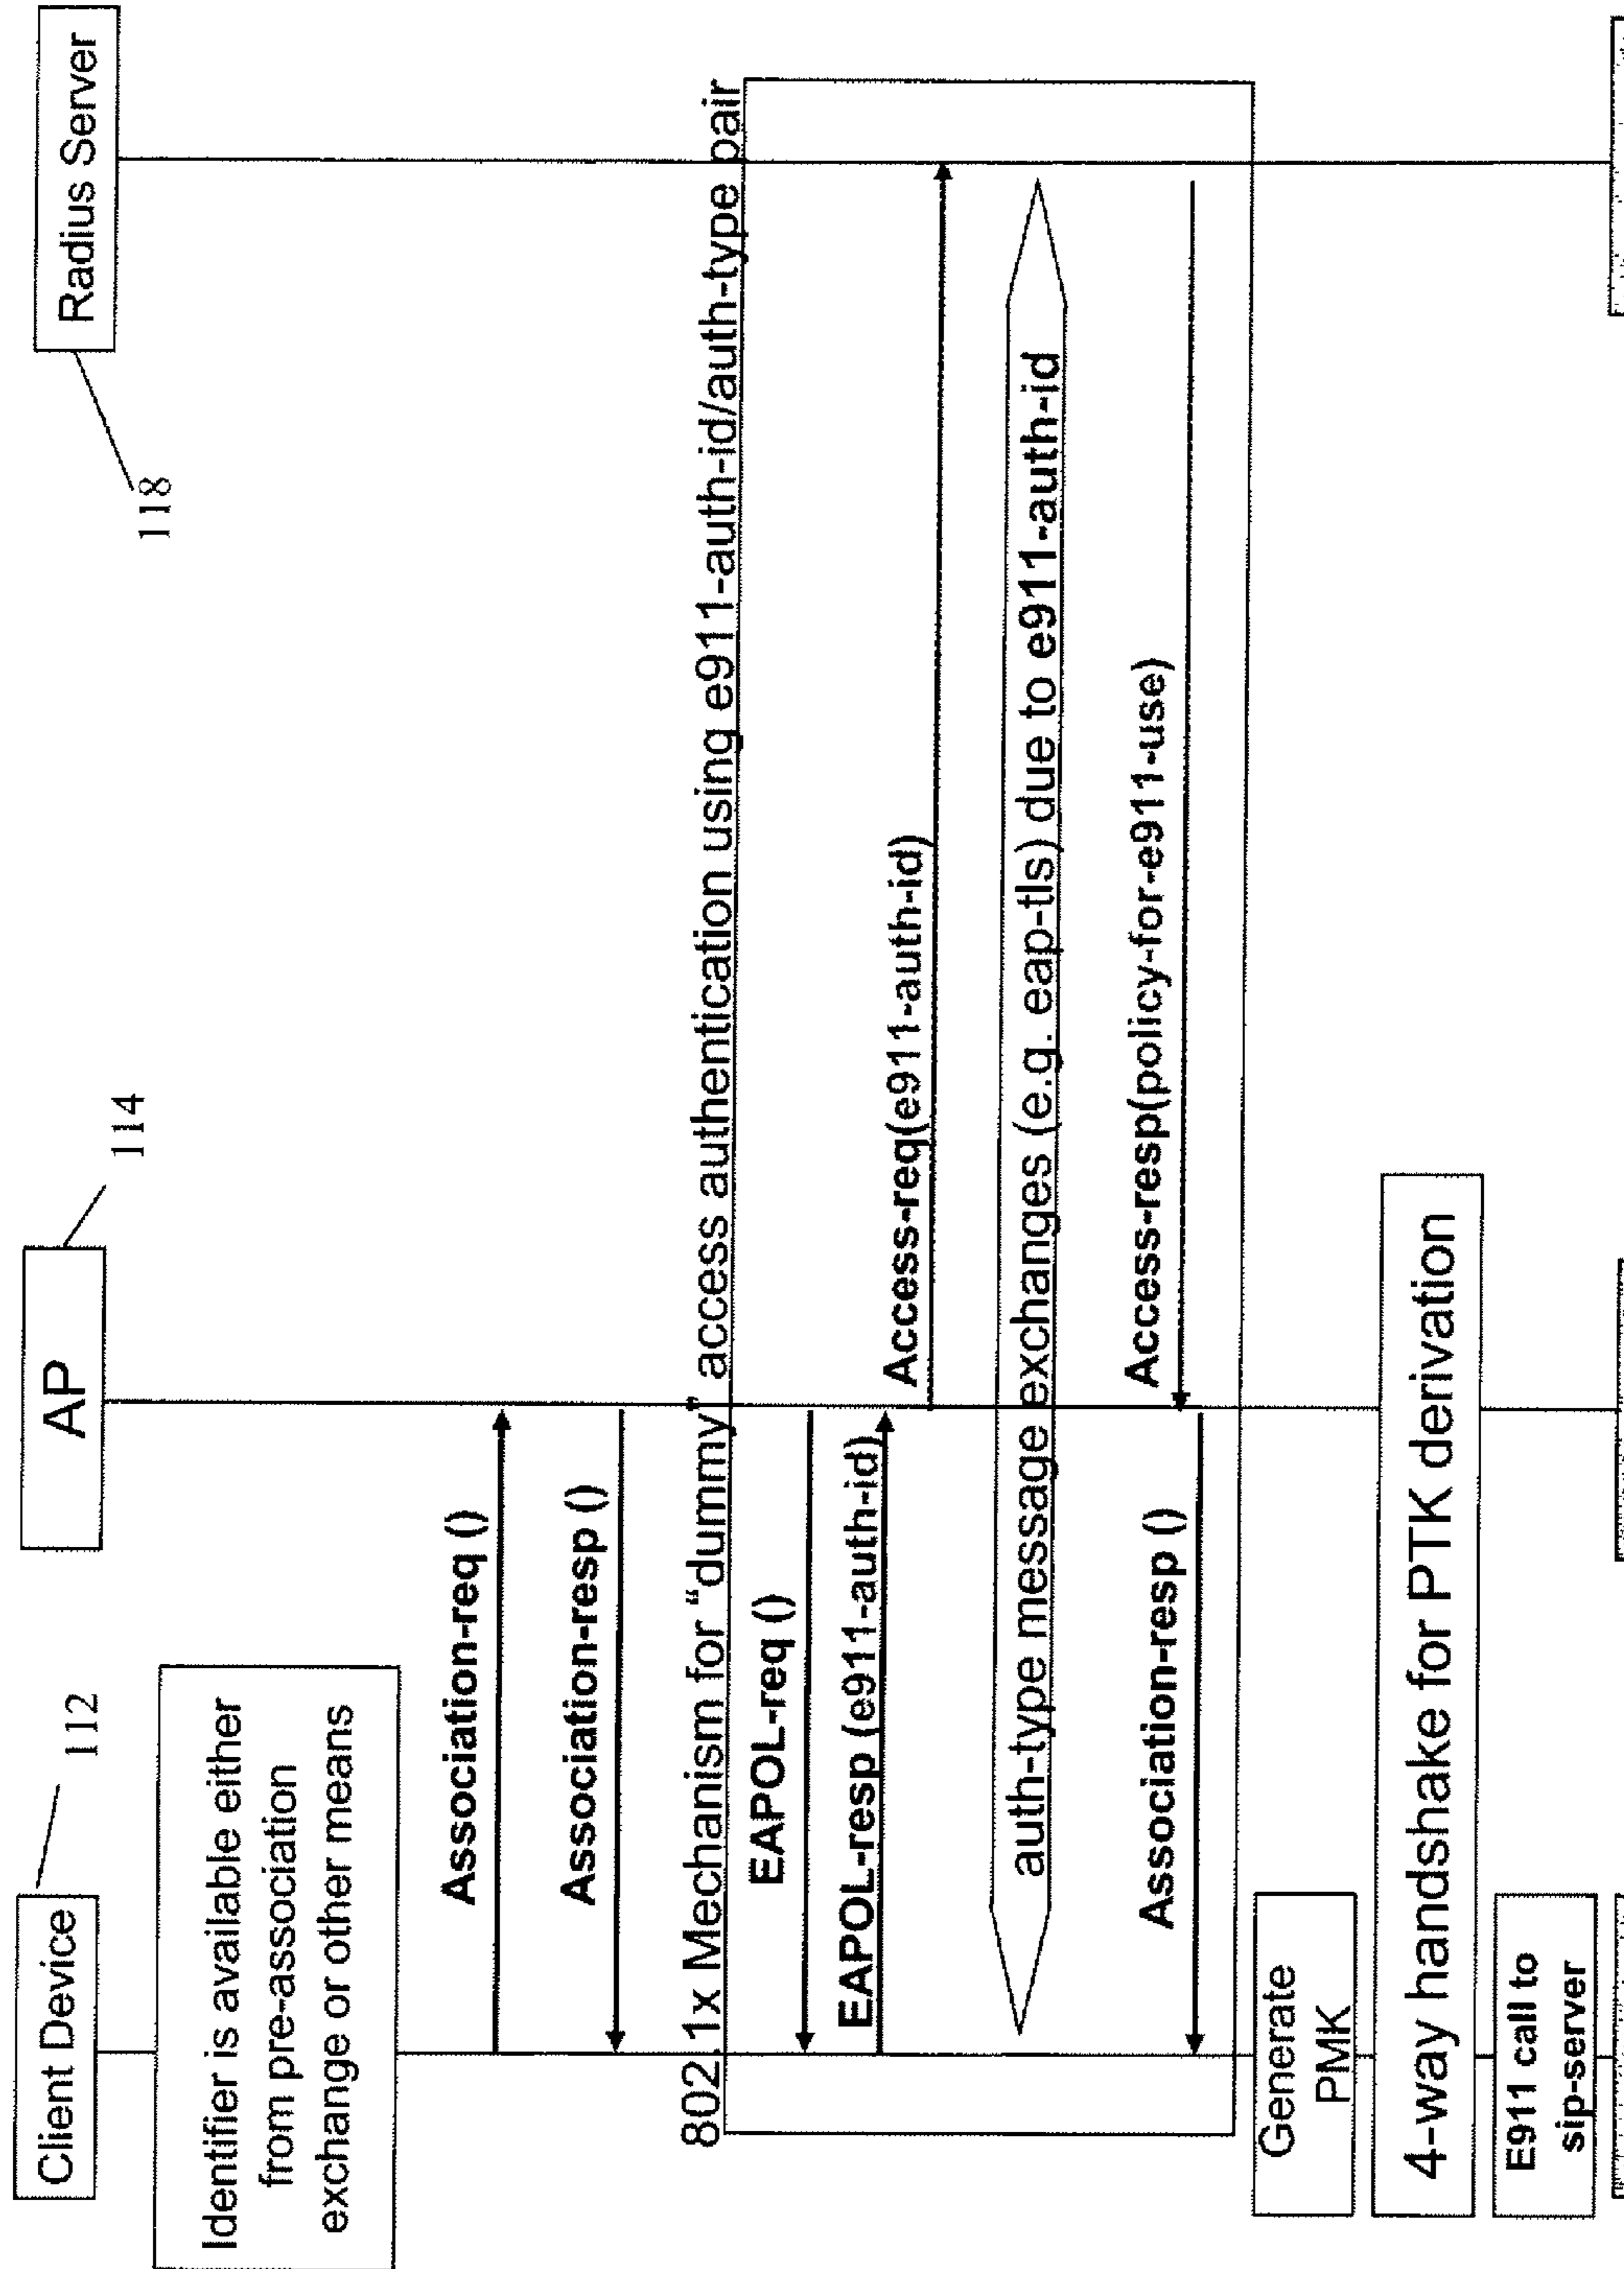 Client Device
112
AP
114
Radius Server
118
Identifier is available either
from pre-association
exchange or other means
Association-req ()
Association-resp ()
802.1x Mechanism for “dummy” access authentication using e911-auth-id/auth-type pair
EAPOL-req ()
EAPOL-resp (e911-auth-id)
Access-req(e911-auth-id)
auth-type message exchanges (e.g. eap-tls) due to e911-auth-id
Access-resp(policy-for-e911-use)
Association-resp ()
Generate
PMK
4-way handshake for PTK derivation
E911 call to
sip-server